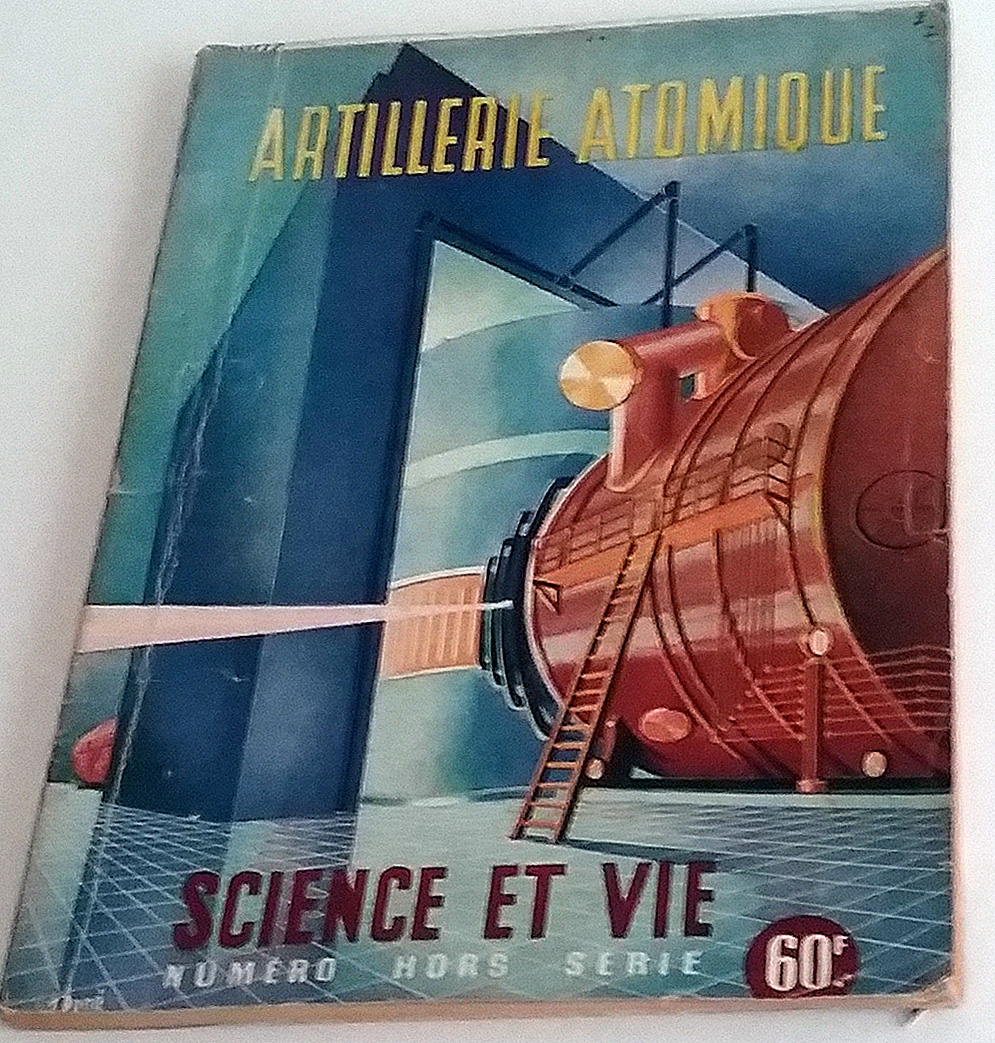 ARTILLERIE ATOMIQUE
SCIENCE ET VIE
NUMÉRO HORS SÉRIE
60F